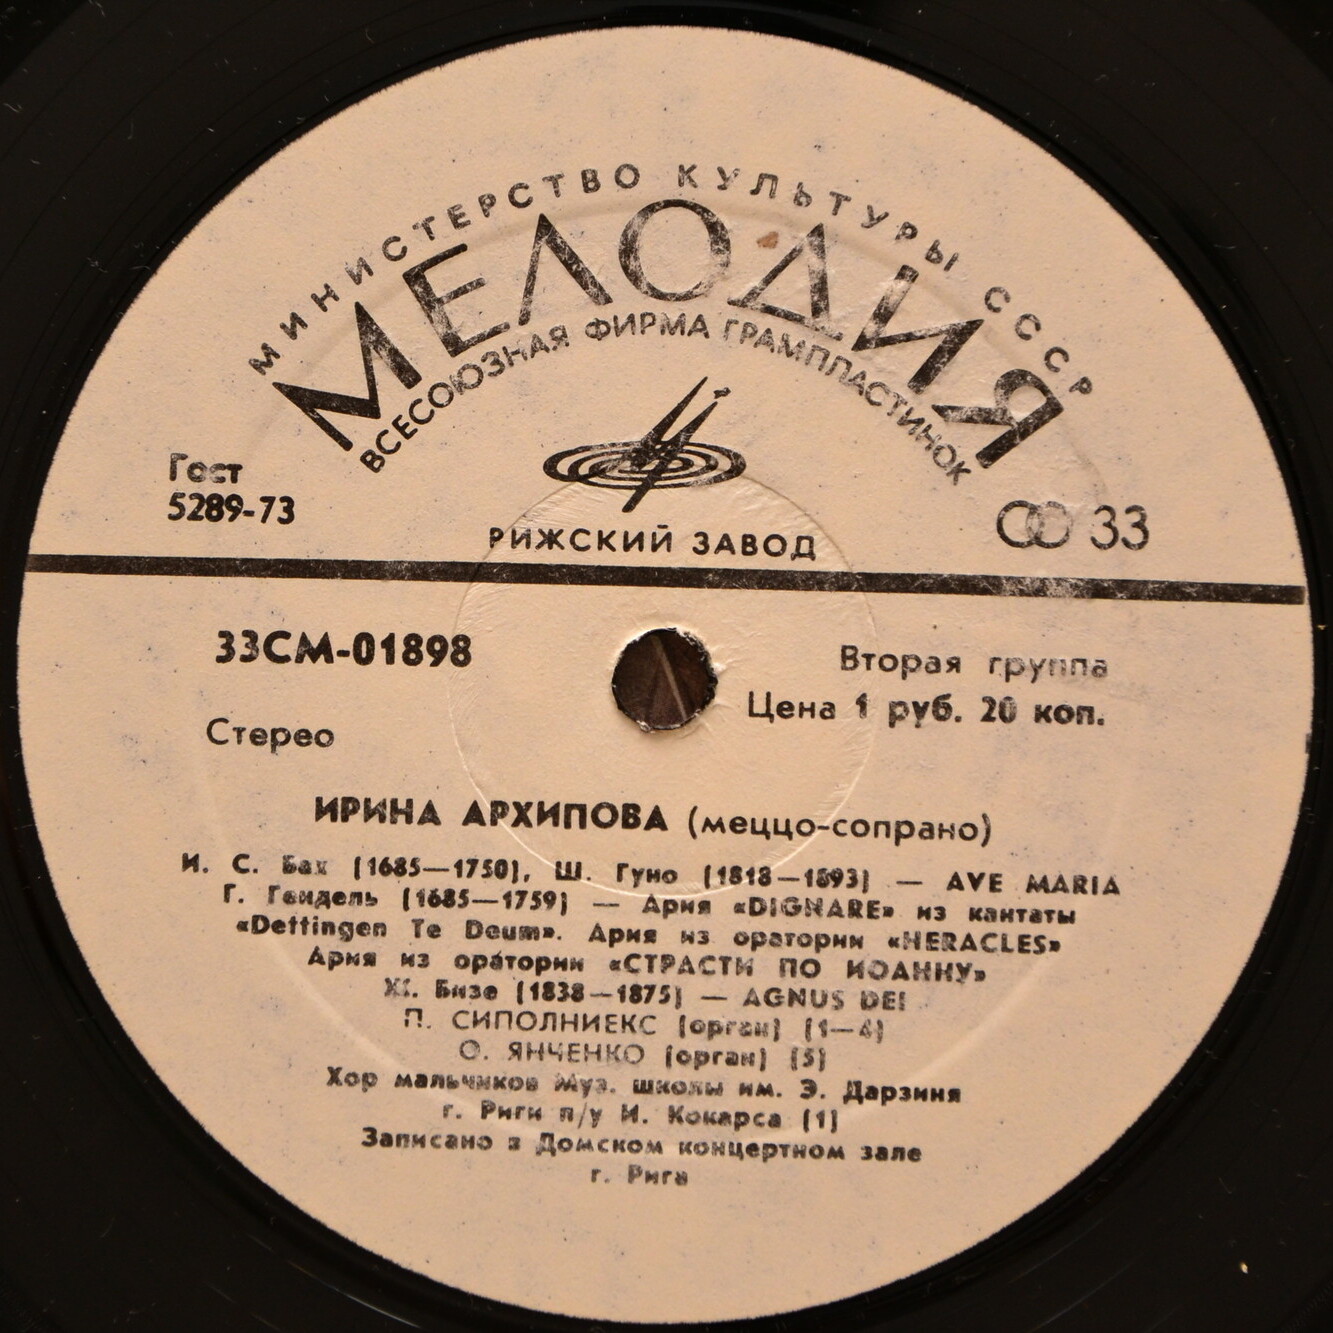 МИНИСТЕРСТВО КУЛЬТУРЫ СССР
МЕЛОДИЯ
ВСЕСОЮЗНАЯ ФИРМА ГРАМПЛАСТИНОК
Гост
5289-73
33
РИЖСКИЙ ЗАВОД
33СМ-01898
Вторая группа
Цена 1 руб. 20 коп.
Стерео
ИРИНА АРХИПОВА (меццо-сопрано)
И. С. Бах (1685—1750), Ш. Гуно (1818—1893) — AVE MARIA
Г. Гендель (1685—1759) — Ария «DIGNARE» из кантаты
«Dettingen Te Deum». Ария из оратории «HERACLES»
Ария из оратории «СТРАСТИ ПО ИОАННУ»
Ж. Бизе (1838—1875) — AGNUS DEI
П. СИПОЛНИЕКС (орган) (1—4)
О. ЯНЧЕНКО (орган) (5)
Хор мальчиков Муз. школы им. Э. Дарзиня
г. Риги п/у И. Кокарса (1)
Записано в Домском концертном зале
г. Рига